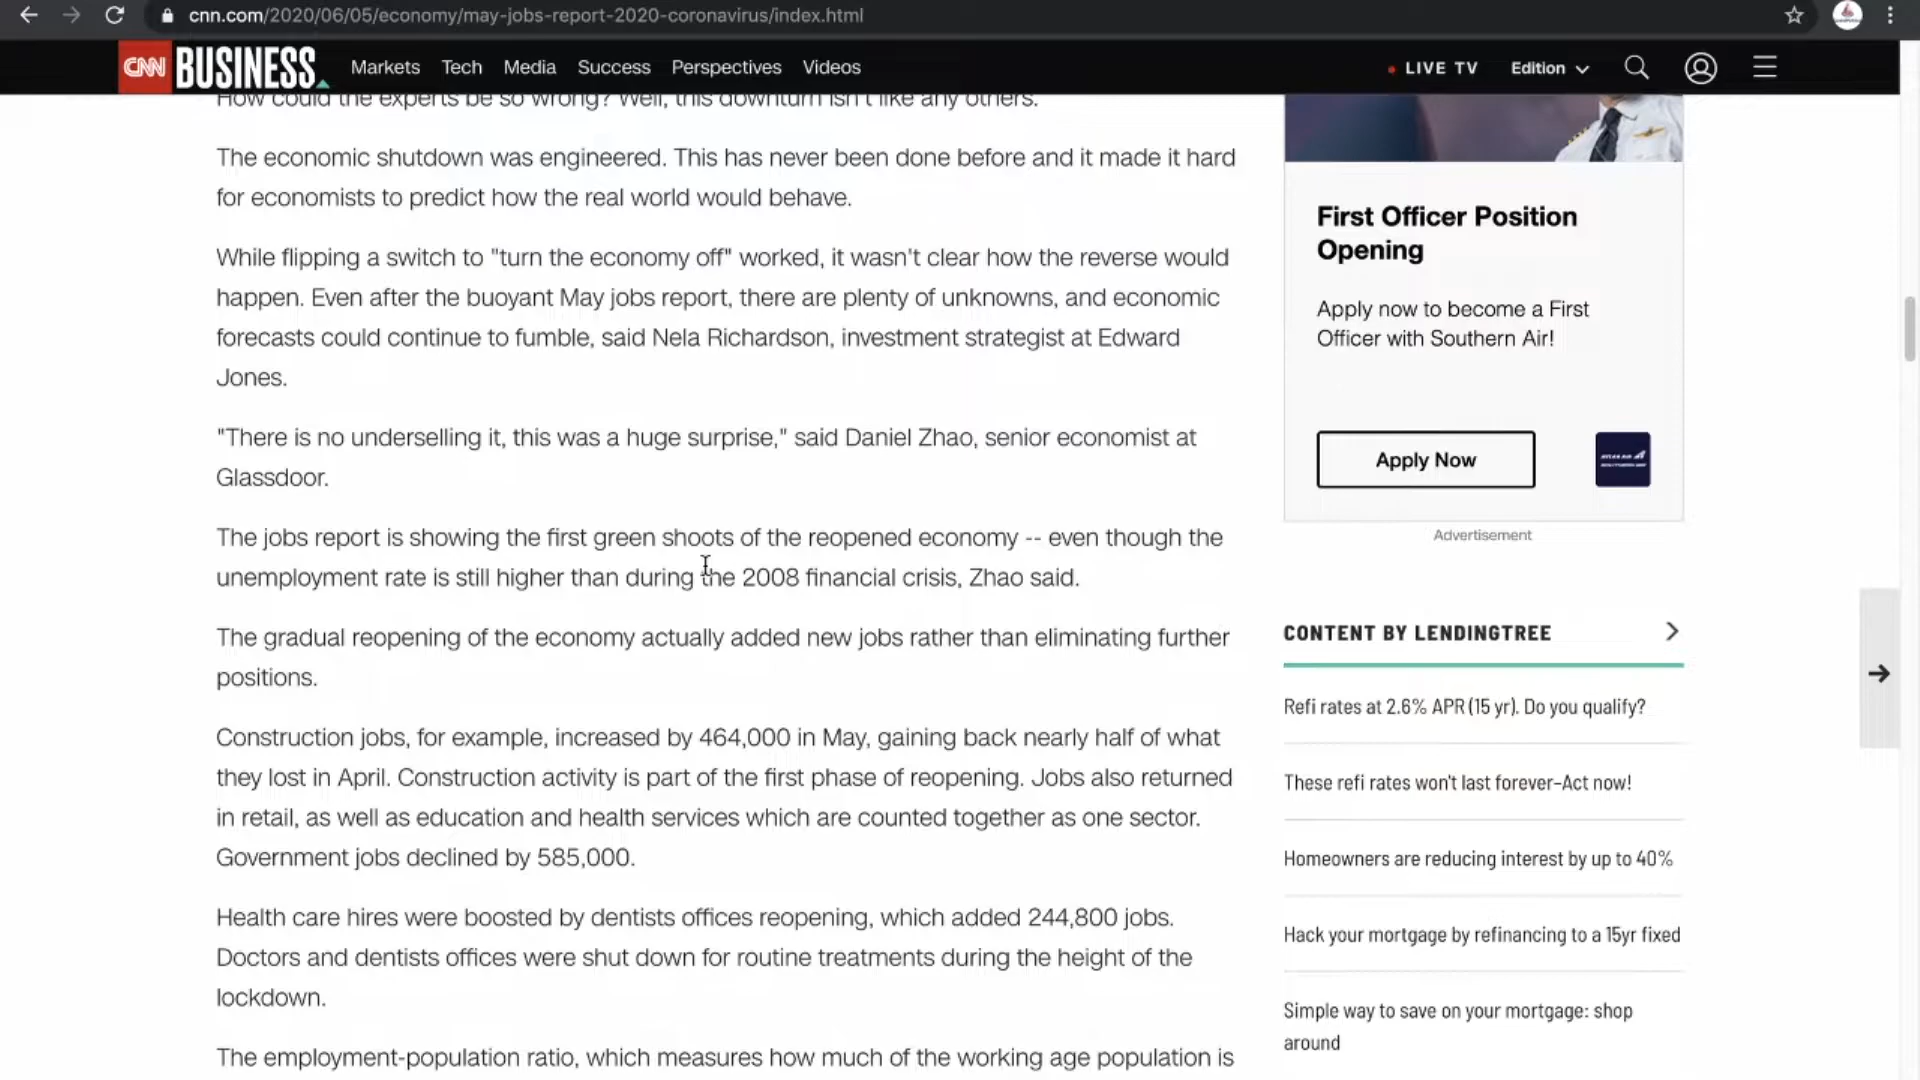 cnn.com/2020/06/05/economy/may-jobs-report-2020-coronavirus/index.html
CNN BUSINESS Markets Tech Media Success Perspectives Videos LIVE TV Edition
How could the experts be so wrong? Well, this downturn isn't like any others.
The economic shutdown was engineered. This has never been done before and it made it hard
for economists to predict how the real world would behave.
While flipping a switch to "turn the economy off" worked, it wasn't clear how the reverse would
happen. Even after the buoyant May jobs report, there are plenty of unknowns, and economic
forecasts could continue to fumble, said Nela Richardson, investment strategist at Edward
Jones.
"There is no underselling it, this was a huge surprise," said Daniel Zhao, senior economist at
Glassdoor.
The jobs report is showing the first green shoots of the reopened economy -- even though the
unemployment rate is still higher than during the 2008 financial crisis, Zhao said.
The gradual reopening of the economy actually added new jobs rather than eliminating further
positions.
Construction jobs, for example, increased by 464,000 in May, gaining back nearly half of what
they lost in April. Construction activity is part of the first phase of reopening. Jobs also returned
in retail, as well as education and health services which are counted together as one sector.
Government jobs declined by 585,000.
Health care hires were boosted by dentists offices reopening, which added 244,800 jobs.
Doctors and dentists offices were shut down for routine treatments during the height of the
lockdown.
The employment-population ratio, which measures how much of the working age population is
First Officer Position
Opening
Apply now to become a First
Officer with Southern Air!
Apply Now
Advertisement
CONTENT BY LENDINGTREE
Refi rates at 2.6% APR (15 yr). Do you qualify?
These refi rates won't last forever-Act now!
Homeowners are reducing interest by up to 40%
Hack your mortgage by refinancing to a 15yr fixed
Simple way to save on your mortgage: shop
around